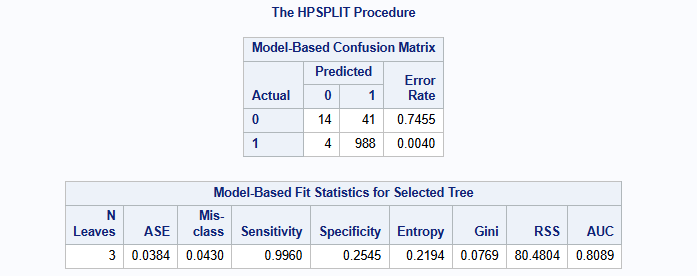 The HPSPLIT Procedure
Model-Based Confusion Matrix
Actual Predicted Error Rate
0 1
0 14 41 0.7455
1 4 988 0.0040
Model-Based Fit Statistics for Selected Tree
N Leaves ASE Mis-class Sensitivity Specificity Entropy Gini RSS AUC
3 0.0384 0.0430 0.9960 0.2545 0.2194 0.0769 80.4804 0.8089